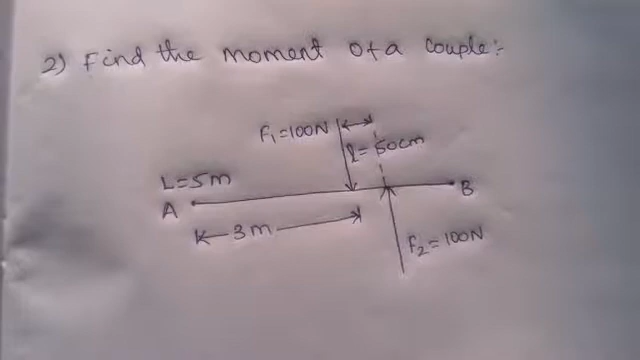 2) Find the moment of a couple:-
F₁=100N
l=50cm
L=5m
A
B
3m
F₂=100N